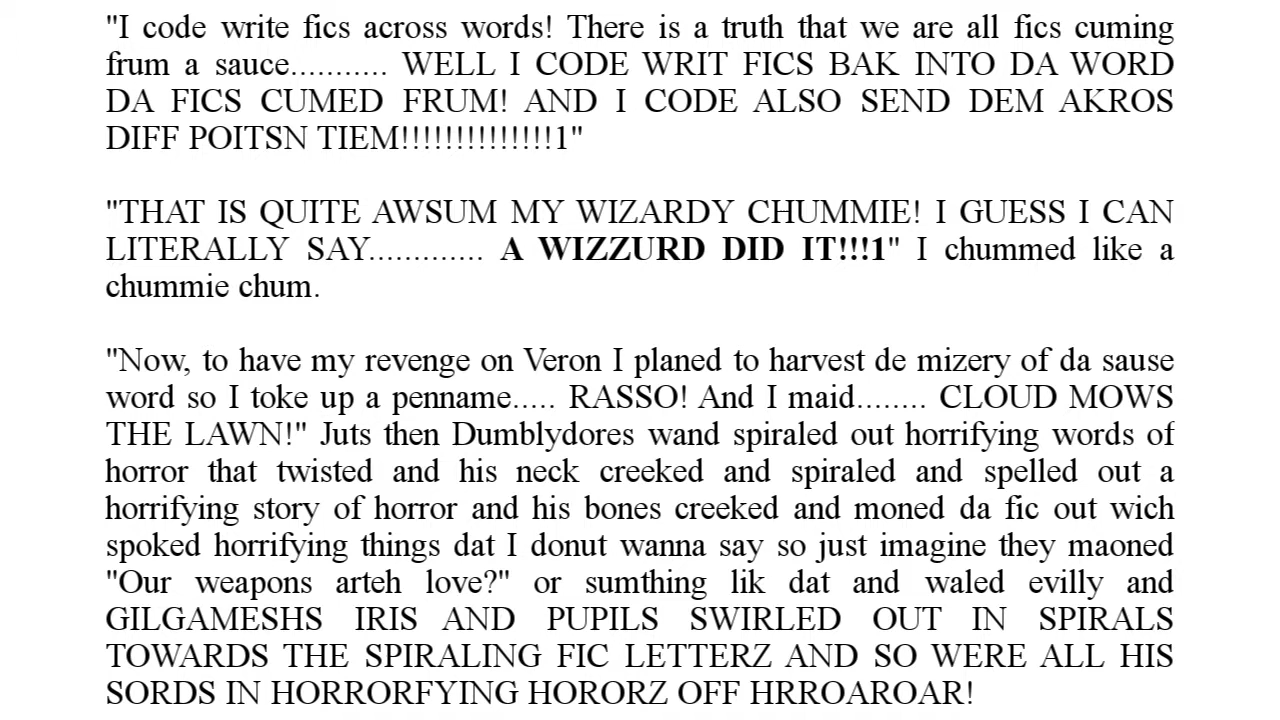 "I code write fics across words! There is a truth that we are all fics cuming
frum a sauce........... WELL I CODE WRIT FICS BAK INTO DA WORD
DA FICS CUMED FRUM! AND I CODE ALSO SEND DEM AKROS
DIFF POITSN TIEM!!!!!!!!!!!!!!1"
"THAT IS QUITE AWSUM MY WIZARDY CHUMMIE! I GUESS I CAN
LITERALLY SAY............. A WIZZURD DID IT!!!1" I chummed like a
chummie chum.
"Now, to have my revenge on Veron I planed to harvest de mizery of da sause
word so I toke up a penname..... RASSO! And I maid........ CLOUD MOWS
THE LAWN!" Juts then Dumblydores wand spiraled out horrifying words of
horror that twisted and his neck creeked and spiraled and spelled out a
horrifying story of horror and his bones creeked and moned da fic out wich
spoked horrifying things dat I donut wanna say so just imagine they maoned
"Our weapons arteh love?" or sumthing lik dat and waled evilly and
GILGAMESHS IRIS AND PUPILS SWIRLED OUT IN SPIRALS
TOWARDS THE SPIRALING FIC LETTERZ AND SO WERE ALL HIS
SORDS IN HORRORFYING HORORZ OFF HRROAROAR!